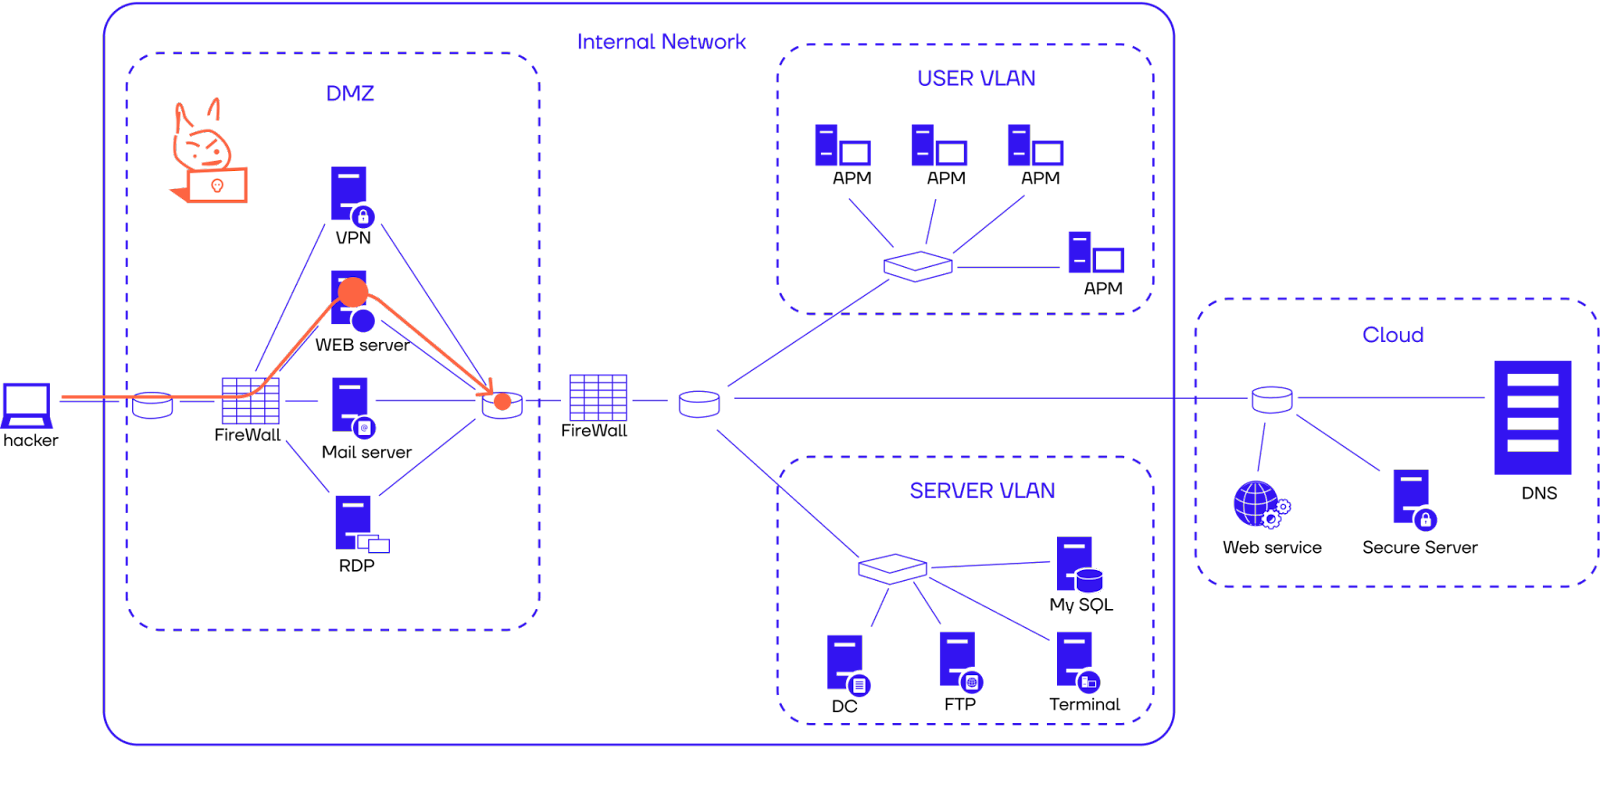 Internal Network
DMZ
USER VLAN
APM
APM
APM
VPN
APM
WEB server
Cloud
hacker
FireWall
FireWall
Mail server
SERVER VLAN
DNS
RDP
Web service
Secure Server
My SQL
DC
FTP
Terminal